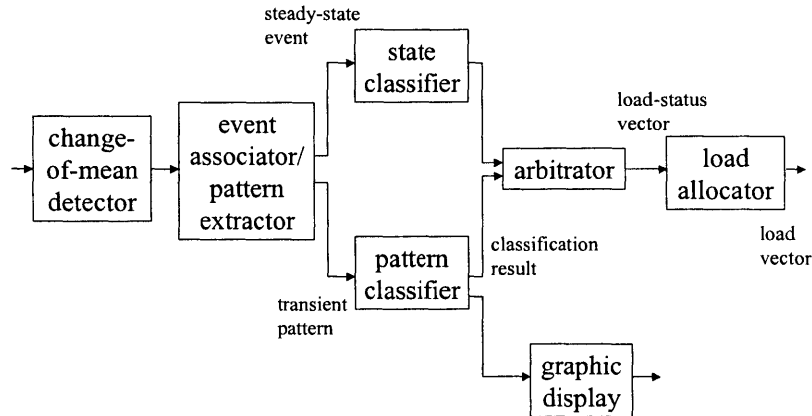 steady-state
event
state
classifier
change-
of-mean
detector
event
associator/
pattern
extractor
load-status
vector
arbitrator
load
allocator
load
vector
pattern
classifier
classification
result
transient
pattern
graphic
display